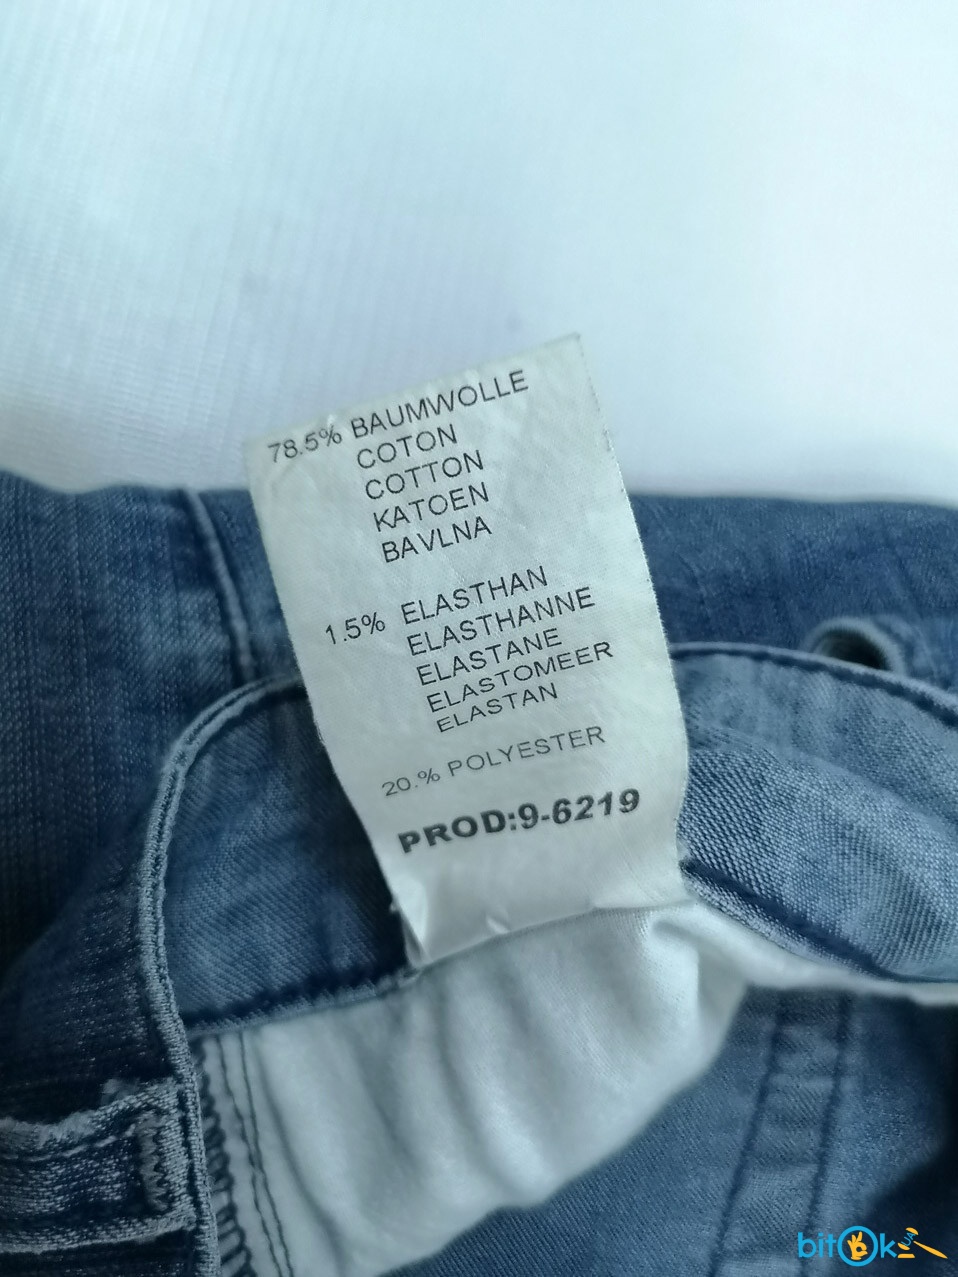 78.5% BAUMWOLLE
COTON
COTTON
KATOEN
BAVLNA
1.5% ELASTHAN
ELASTHANNE
ELASTANE
ELASTOMEER
ELASTAN
20.% POLYESTER
PROD:9-6219
bitOk UA